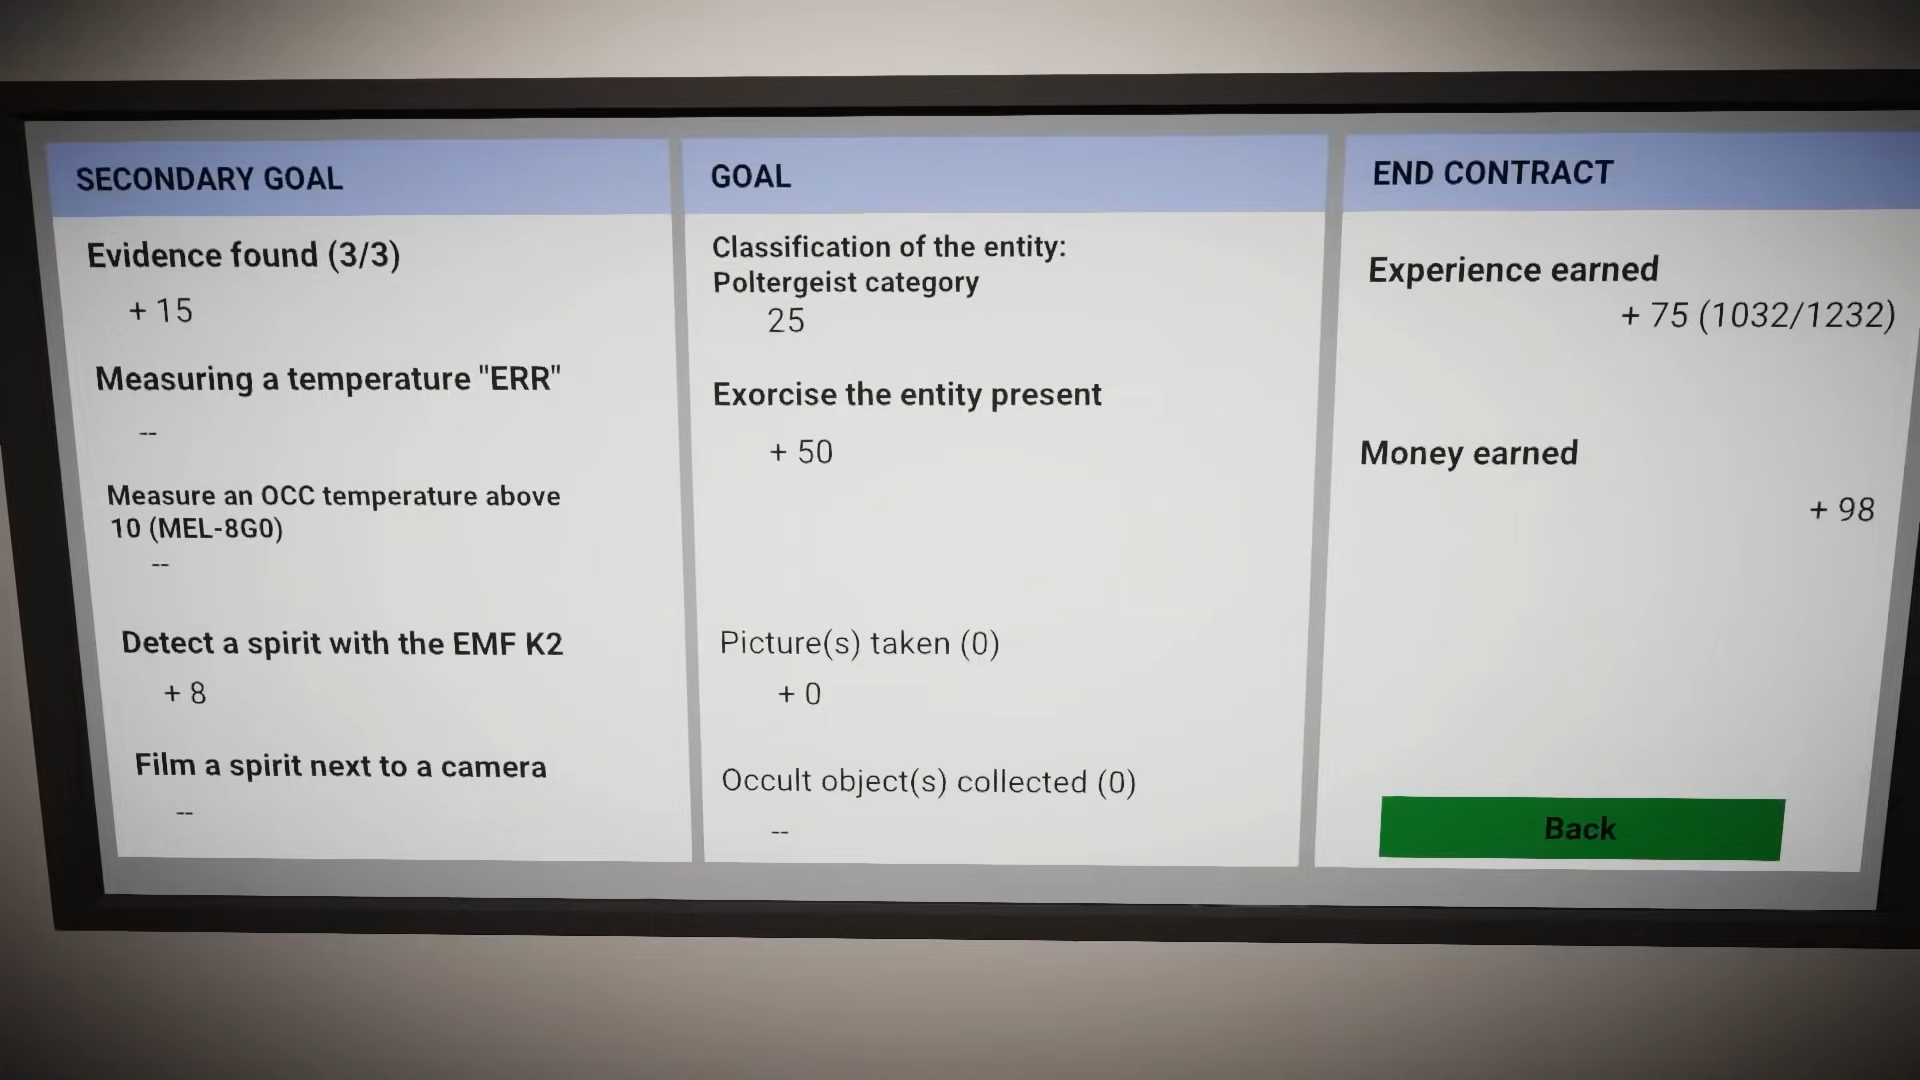 SECONDARY GOAL
Evidence found (3/3)
+ 15
Measuring a temperature "ERR"
--
Measure an OCC temperature above
10 (MEL-8G0)
--
Detect a spirit with the EMF K2
+ 8
Film a spirit next to a camera
--
GOAL
Classification of the entity:
Poltergeist category
25
Exorcise the entity present
+ 50
Picture(s) taken (0)
+ 0
Occult object(s) collected (0)
--
END CONTRACT
Experience earned
+ 75 (1032/1232)
Money earned
+ 98
Back